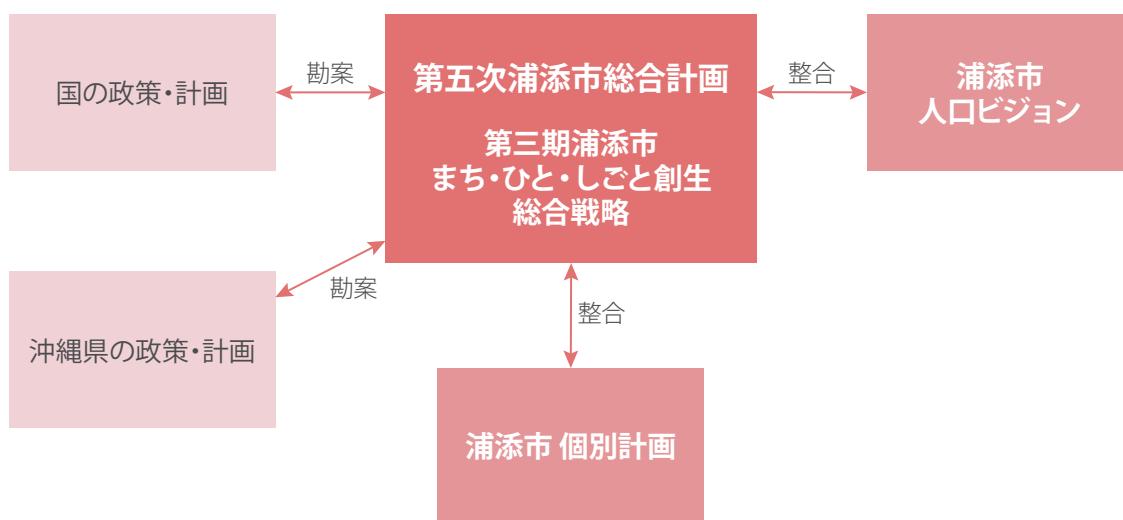 国の政策・計画
勘案
第五次浦添市総合計画
第三期浦添市
まち・ひと・しごと創生
総合戦略
整合
浦添市
人口ビジョン
沖縄県の政策・計画
勘案
整合
浦添市 個別計画